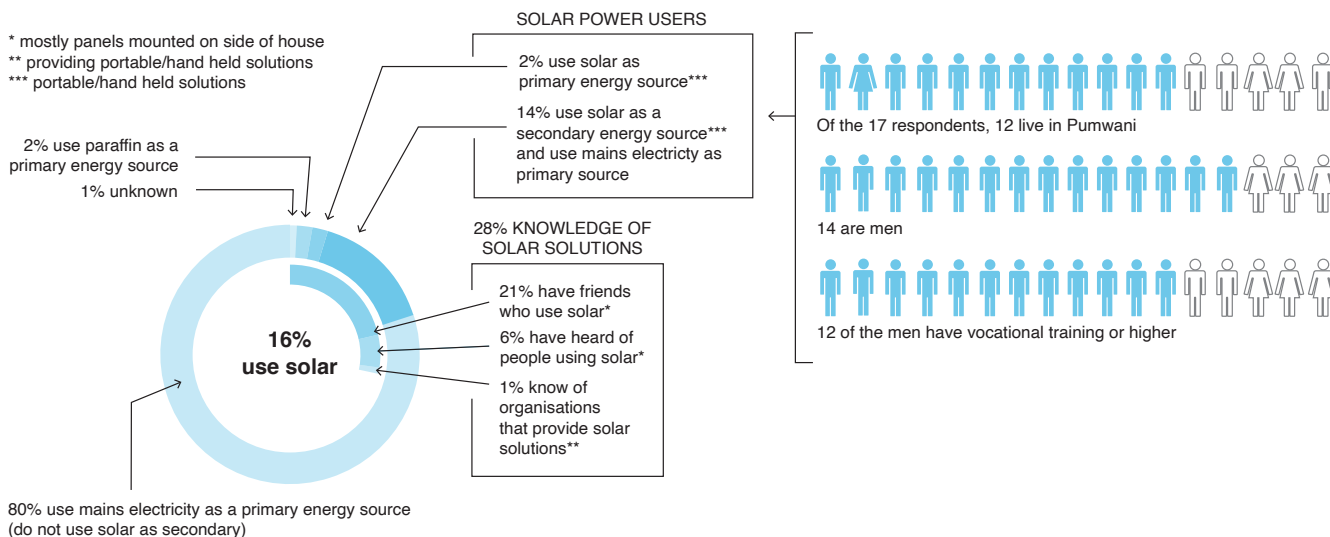 * mostly panels mounted on side of house
** providing portable/hand held solutions
*** portable/hand held solutions
2% use paraffin as a
primary energy source
1% unknown
SOLAR POWER USERS
2% use solar as
primary energy source***
14% use solar as a
secondary energy source***
and use mains electricty as
primary source
28% KNOWLEDGE OF
SOLAR SOLUTIONS
21% have friends
who use solar*
6% have heard of
people using solar*
1% know of
organisations
that provide solar
solutions**
16%
use solar
80% use mains electricity as a primary energy source
(do not use solar as secondary)
Of the 17 respondents, 12 live in Pumwani
14 are men
12 of the men have vocational training or higher